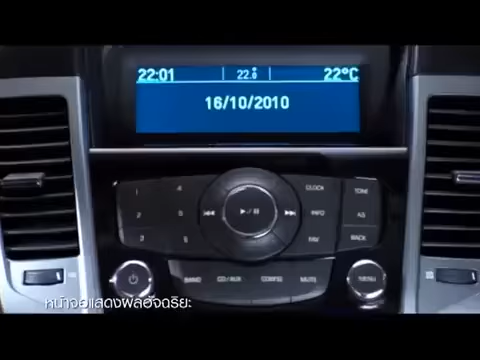 22:01 22.0 22°C
16/10/2010
1 4 CLOCK TONE
2 5 INFO AS
3 6 FAV BACK
BAND CD/AUX CONFIG MUTE MENU
หน้าจอแสดงผลอัจฉริยะ